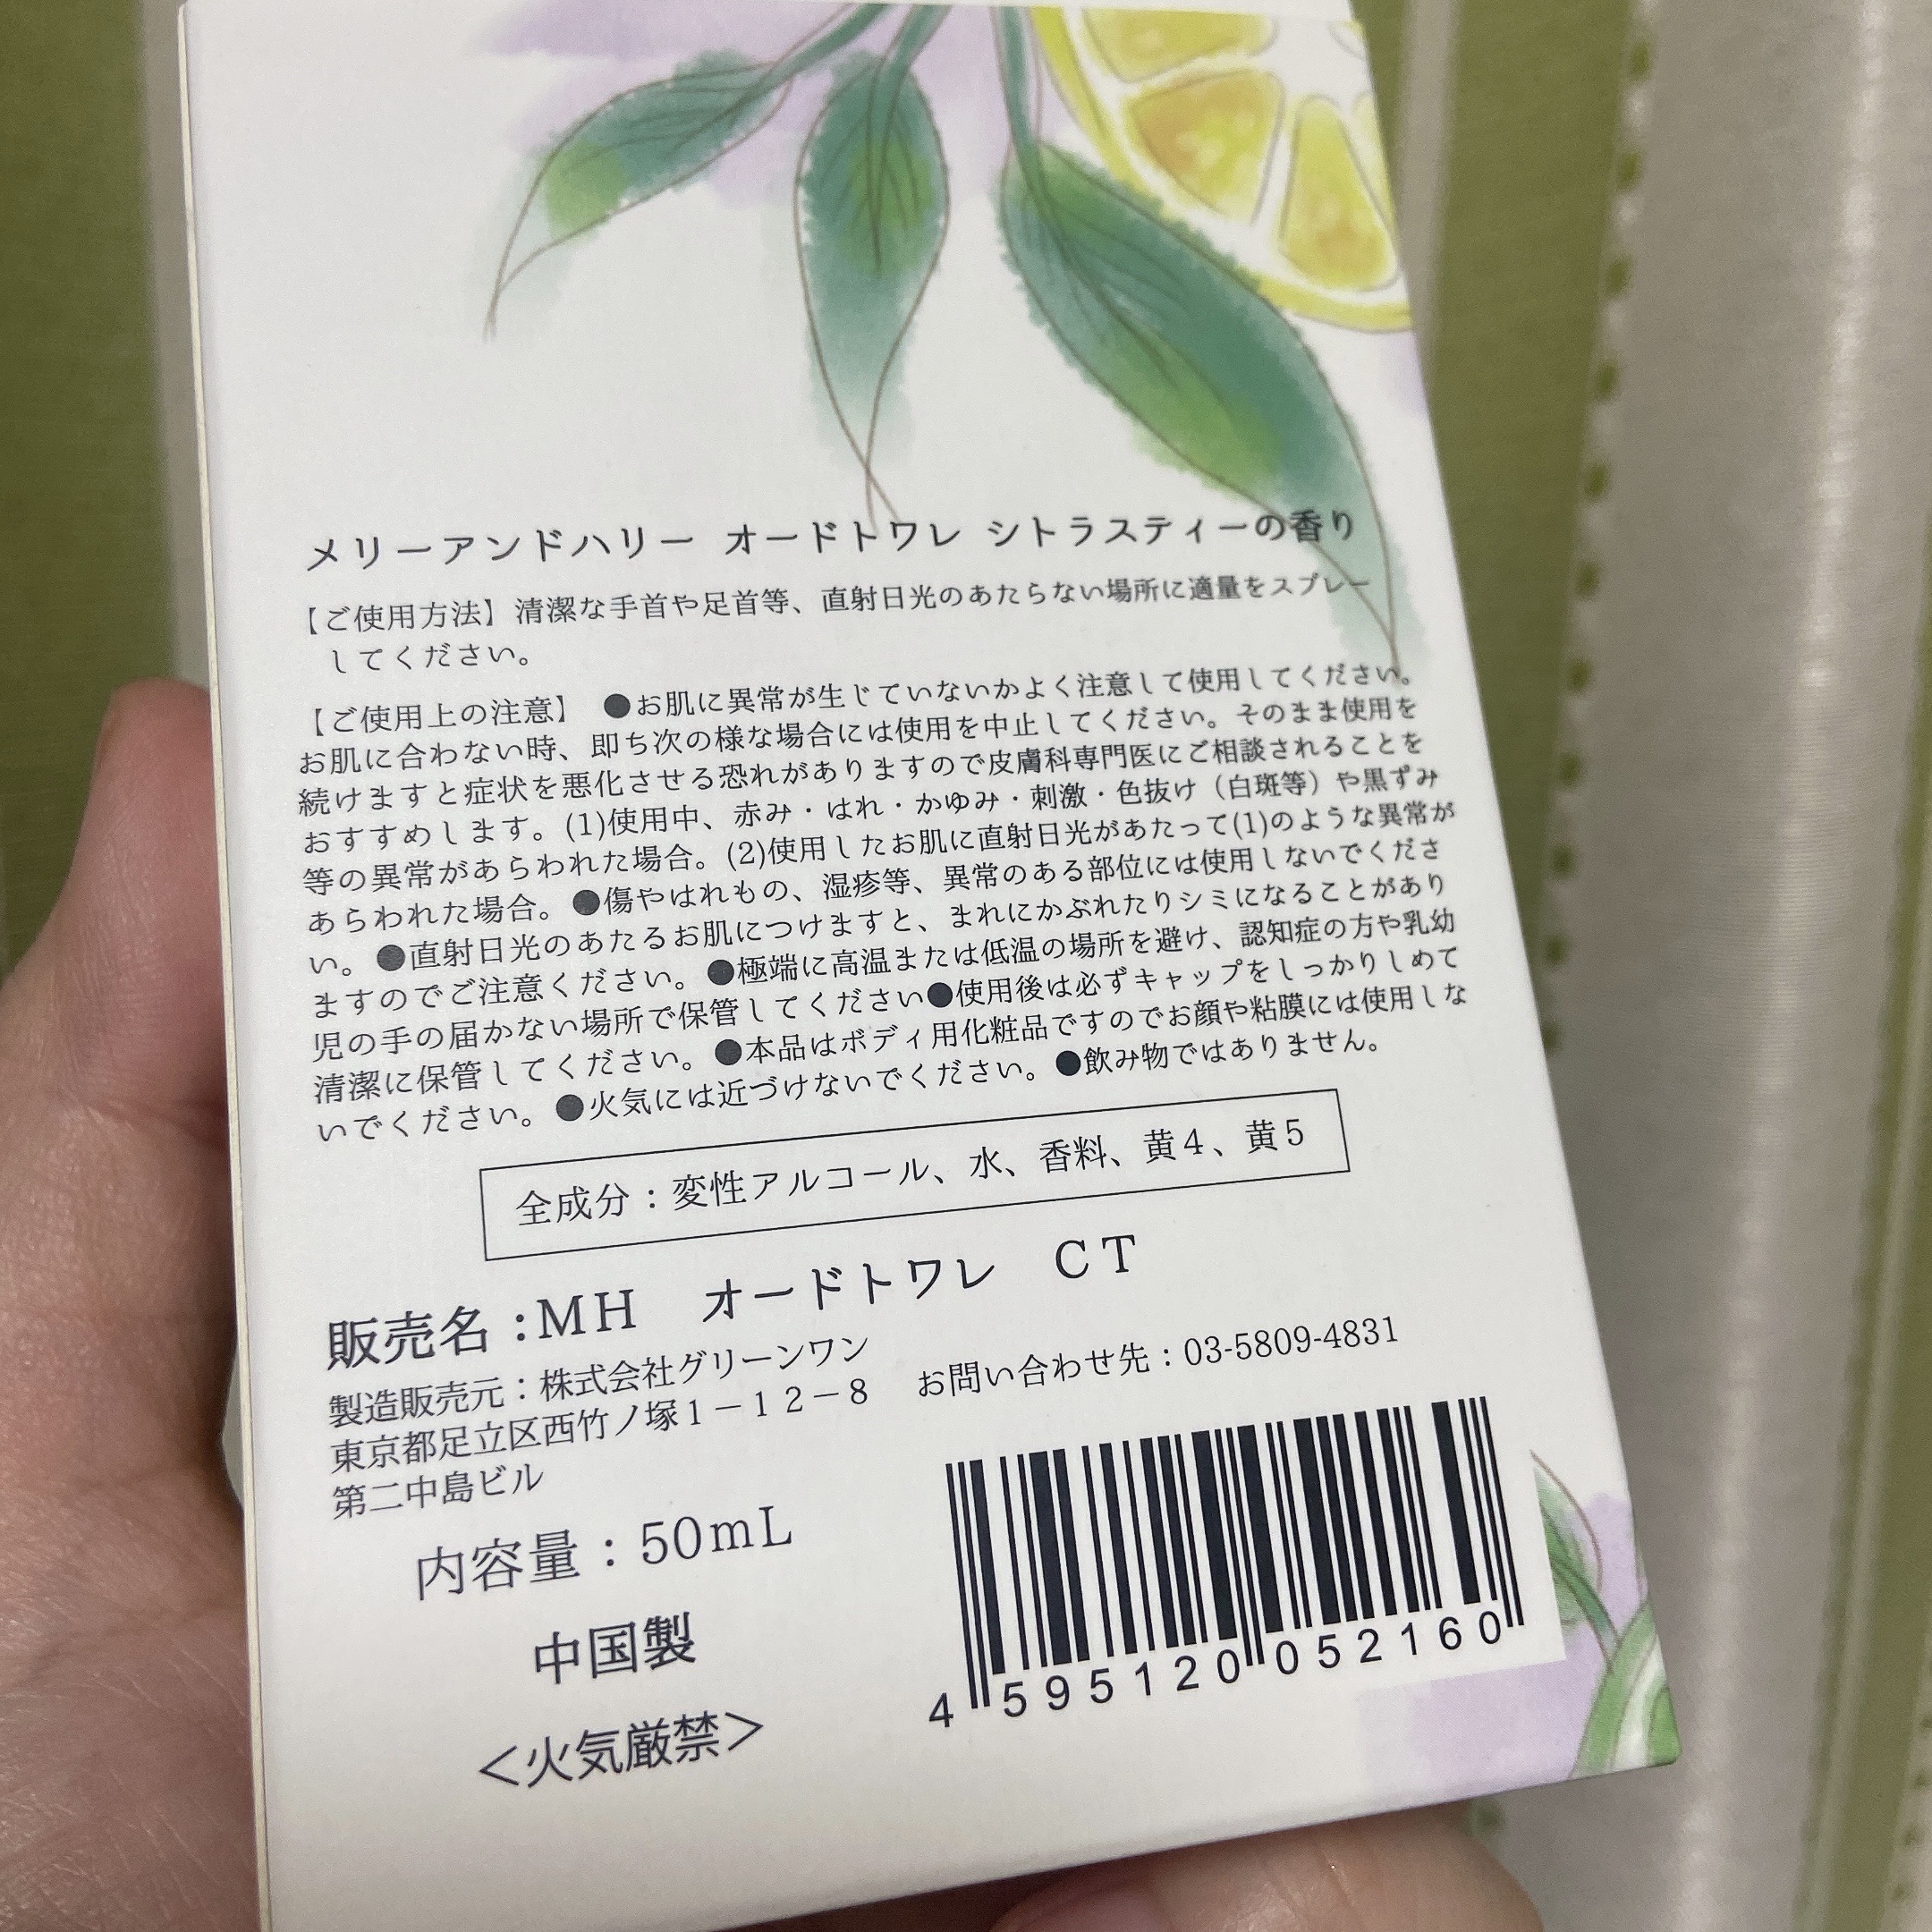 メリーアンドハリー オードトワレ シトラスティーの香り
【ご使用方法】清潔な手首や足首等、直射日光のあたらない場所に適量をスプレー
してください。
【ご使用上の注意】 ●お肌に異常が生じていないかよく注意して使用してください。
お肌に合わない時、即ち次の様な場合には使用を中止してください。そのまま使用を
続けますと症状を悪化させる恐れがありますので皮膚科専門医にご相談されることを
おすすめします。(1)使用中、赤み・はれ・かゆみ・刺激・色抜け（白斑等）や黒ずみ
等の異常があらわれた場合。(2)使用したお肌に直射日光があたって(1)のような異常が
あらわれた場合。●傷やはれもの、湿疹等、異常のある部位には使用しないでくださ
い。●直射日光のあたるお肌につけますと、まれにかぶれたりシミになることがあり
ますのでご注意ください。●極端に高温または低温の場所を避け、認知症の方や乳幼
児の手の届かない場所で保管してください●使用後は必ずキャップをしっかりしめて
清潔に保管してください。●本品はボディ用化粧品ですのでお顔や粘膜には使用しな
いでください。●火気には近づけないでください。●飲み物ではありません。
全成分：変性アルコール、水、香料、黄４、黄５
販売名：ＭＨ　オードトワレ　ＣＴ
製造販売元：株式会社グリーンワン
東京都足立区西竹ノ塚１－１２－８
第二中島ビル
お問い合わせ先：03-5809-4831
内容量：50mL
中国製
＜火気厳禁＞
4 595120 052160